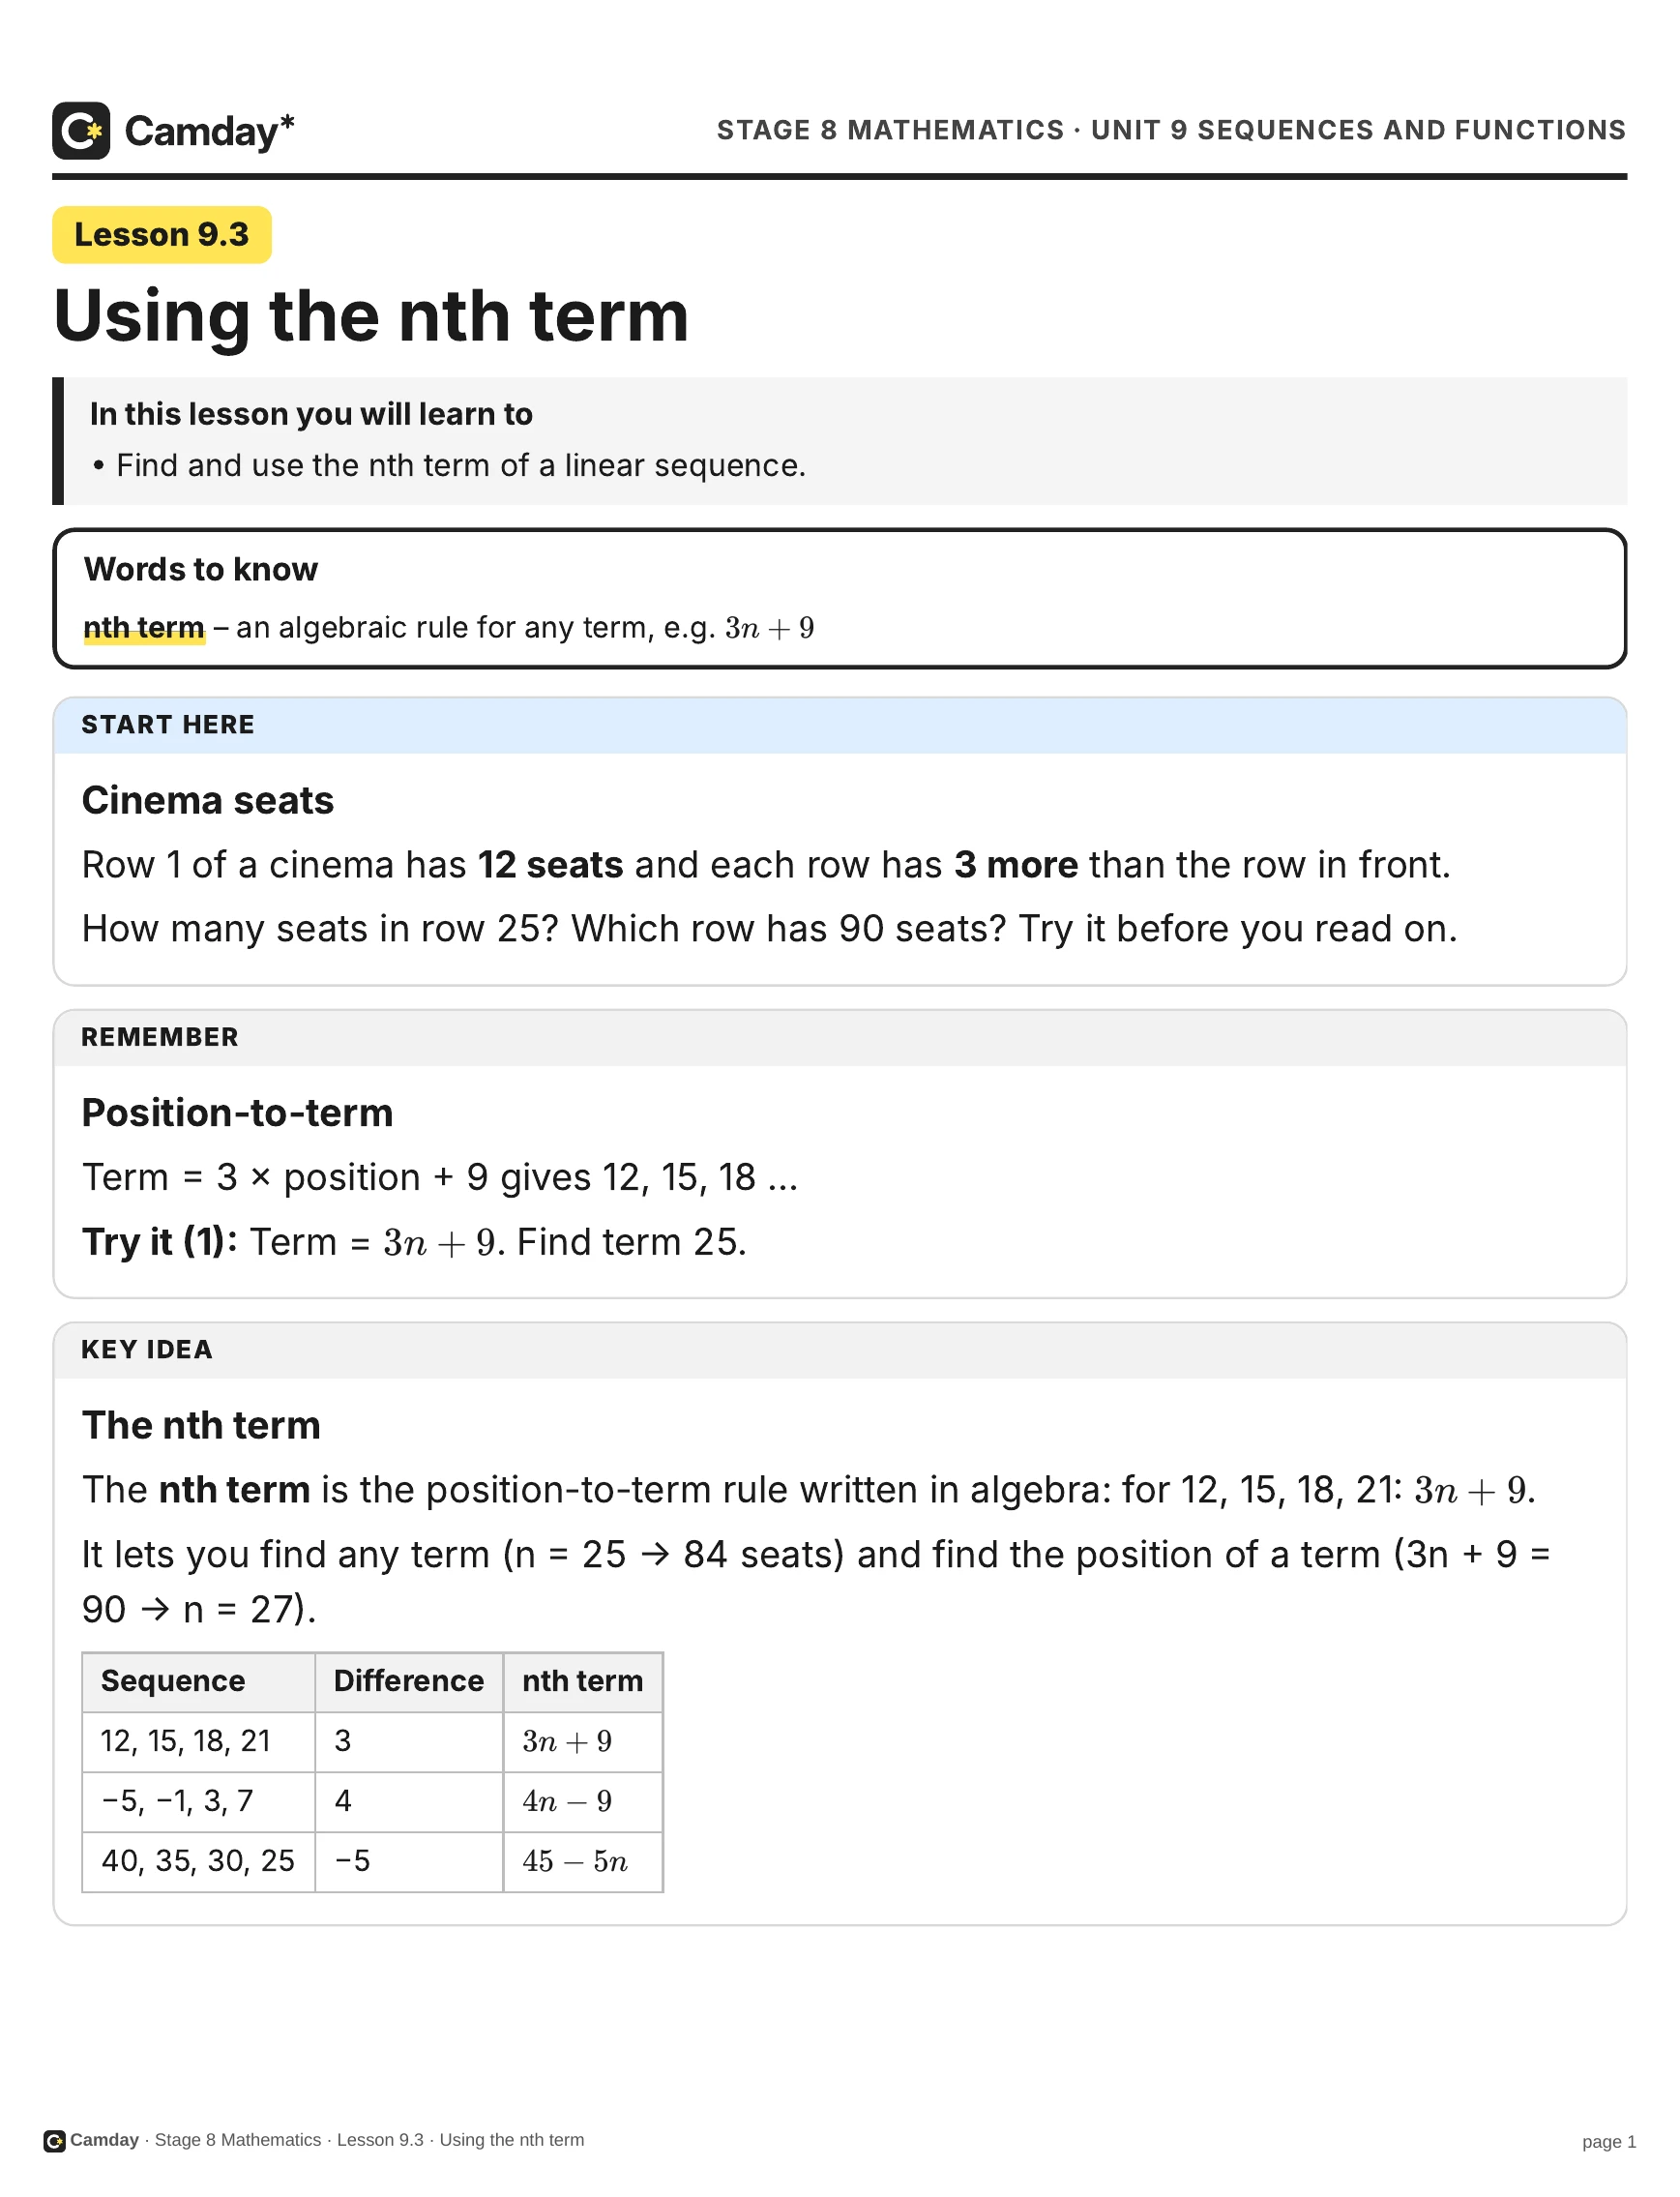 Camday*
STAGE 8 MATHEMATICS · UNIT 9 SEQUENCES AND FUNCTIONS
Lesson 9.3
Using the nth term
In this lesson you will learn to
• Find and use the nth term of a linear sequence.
Words to know
nth term – an algebraic rule for any term, e.g. 3n + 9
START HERE
Cinema seats
Row 1 of a cinema has 12 seats and each row has 3 more than the row in front.
How many seats in row 25? Which row has 90 seats? Try it before you read on.
REMEMBER
Position-to-term
Term = 3 × position + 9 gives 12, 15, 18 ...
Try it (1): Term = 3n + 9. Find term 25.
KEY IDEA
The nth term
The nth term is the position-to-term rule written in algebra: for 12, 15, 18, 21: 3n + 9.
It lets you find any term (n = 25 → 84 seats) and find the position of a term (3n + 9 =
90 → n = 27).
Sequence Difference nth term
12, 15, 18, 21 3 3n + 9
−5, −1, 3, 7 4 4n − 9
40, 35, 30, 25 −5 45 − 5n
Camday · Stage 8 Mathematics · Lesson 9.3 · Using the nth term
page 1